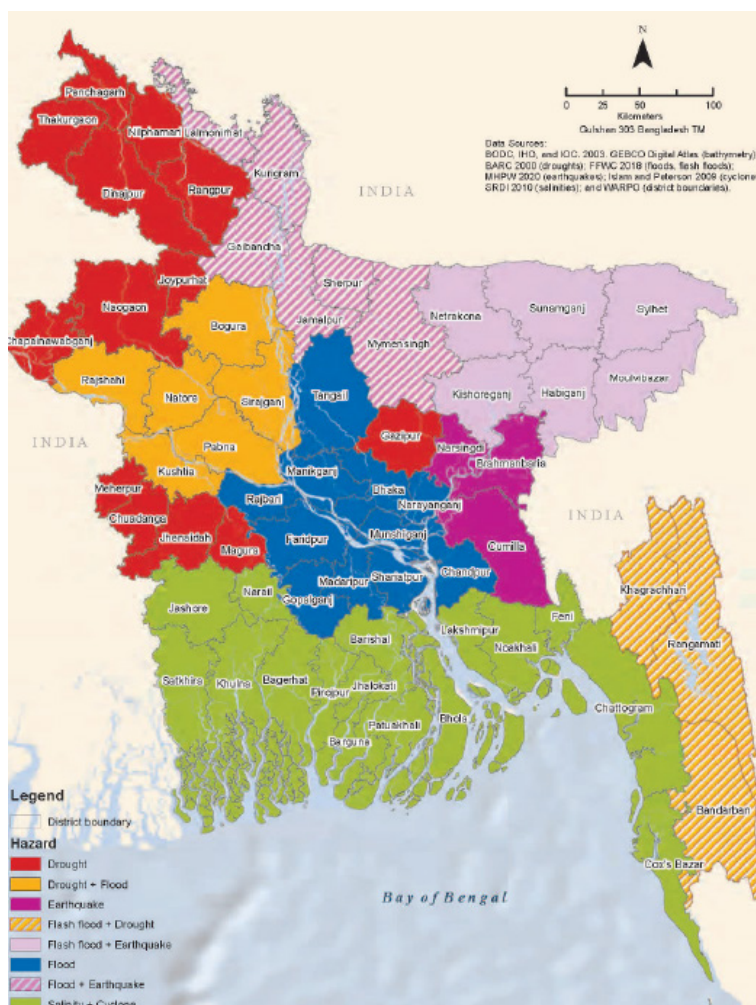 N
0 25 50 100
Kilometers
Gulshan 303 Bangladesh TM
Data Sources:
BODC, IHO, and IOC. 2003. GEBCO Digital Atlas (bathymetry)
BARC 2000 (droughts); FFWC 2018 (floods, flash floods);
MHPW 2020 (earthquakes); Islam and Peterson 2009 (cyclone
SRDI 2010 (salinities); and WARPO (district boundaries).
Panchagarh
Thakurgaon
Nilphamari
Lalmonirhat
Kurigram
Dinajpur
Rangpur
INDIA
Gaibandha
Joypurhat
Sherpur
Naogaon
Jamalpur
Netrakona
Sunamganj
Sylhet
Bogura
Chapainawabganj
Mymensingh
Rajshahi
Natore
Sirajganj
Tangail
Kishoreganj
Habiganj
Moulvibazar
INDIA
Gazipur
Narsingdi
Pabna
Brahmanbaria
Kushtia
Manikganj
Meherpur
Rajbari
Dhaka
Narayanganj
Chuadanga
INDIA
Jhenaidah
Magura
Faridpur
Munshiganj
Cumilla
Madaripur
Shariatpur
Chandpur
Khagrachhari
Narail
Gopalganj
Jashore
Feni
Lakshmipur
Rangamati
Barishal
Noakhali
Satkhira
Khulna
Bagerhat
Pirojpur
Jhalokati
Chattogram
Patuakhali
Bhola
Barguna
Bandarban
Cox's Bazar
Bay of Bengal
Legend
District boundary
Hazard
Drought
Drought + Flood
Earthquake
Flash flood + Drought
Flash flood + Earthquake
Flood
Flood + Earthquake
Salinity + Cyclone